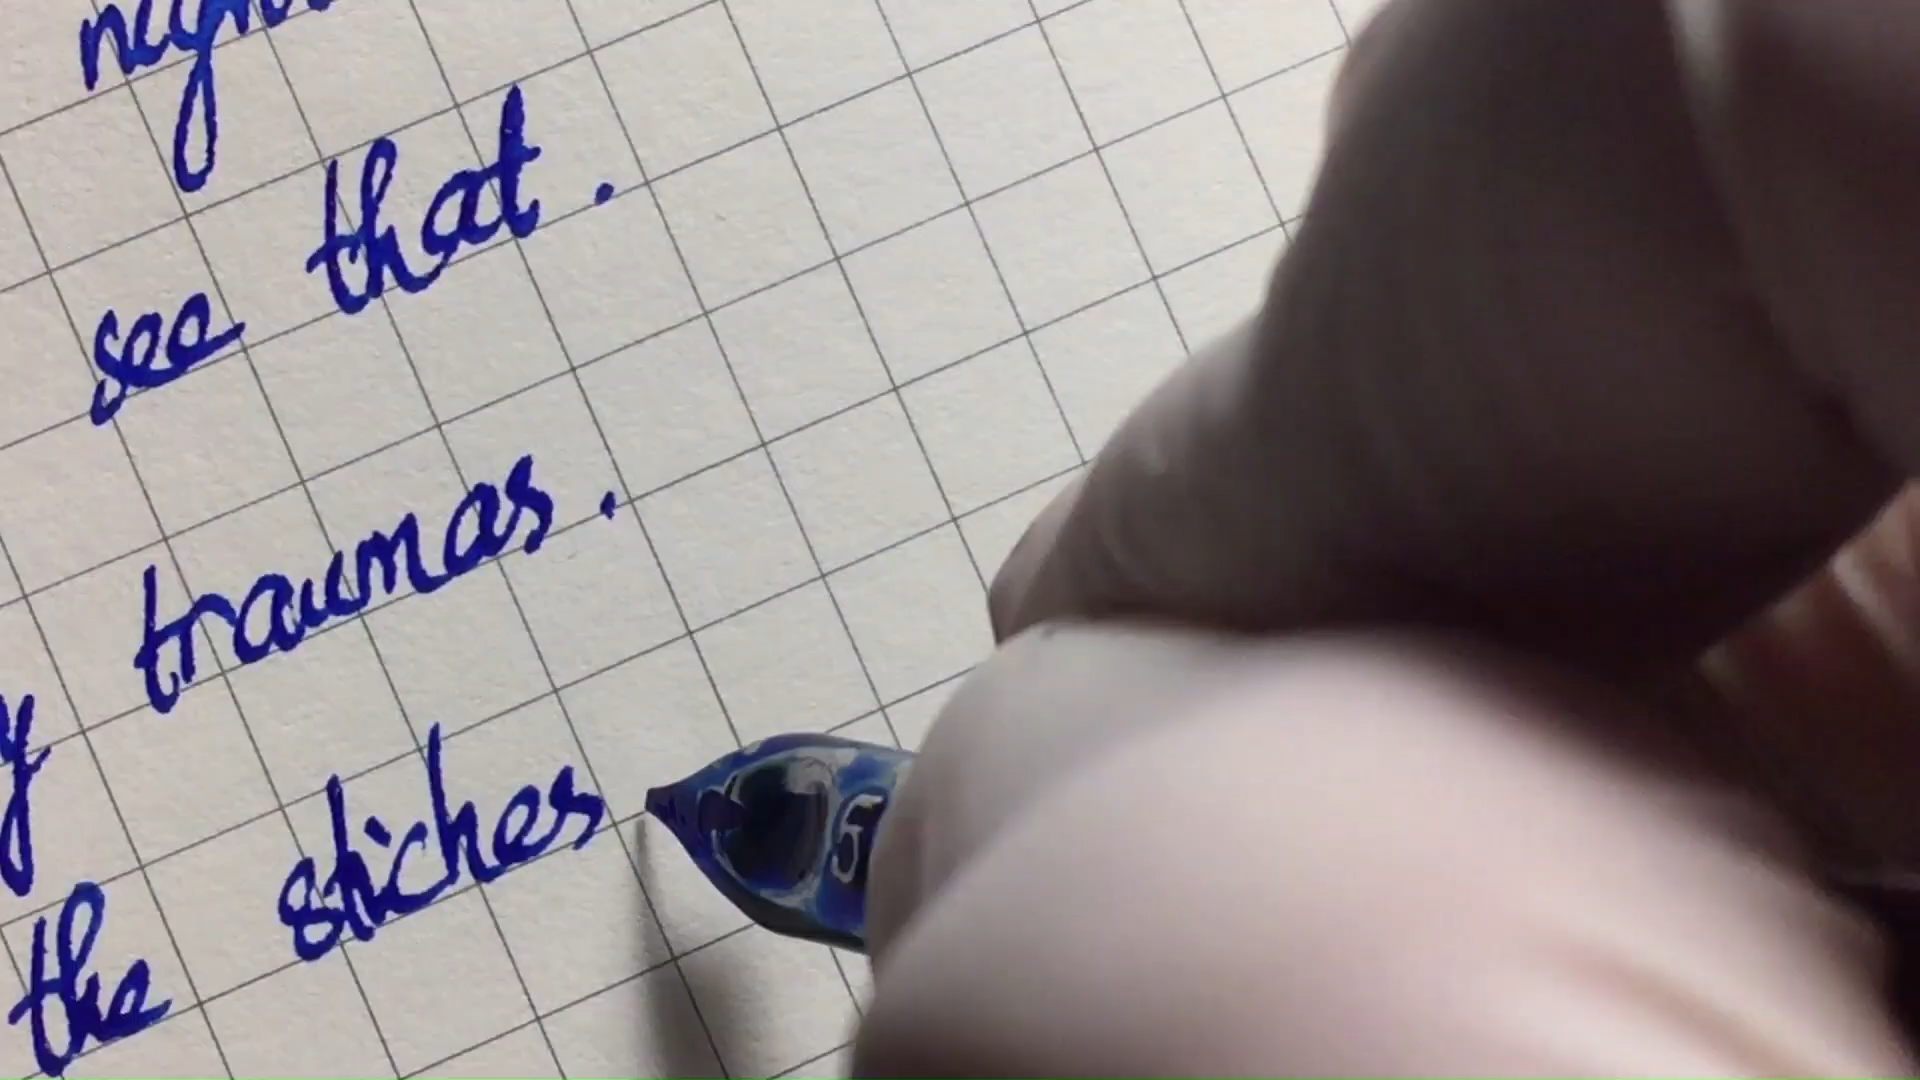 see that.
traumas.
the stiches